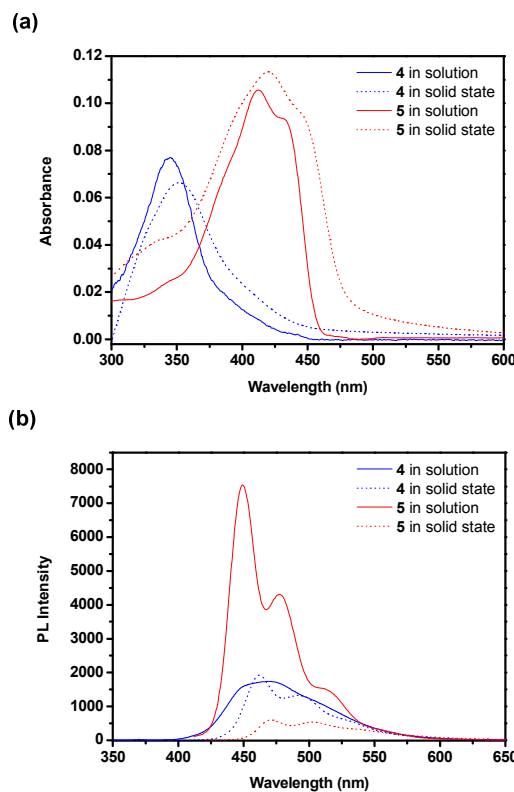 (a)
0.12
0.10
0.08
0.06
0.04
0.02
0.00
Absorbance
4 in solution
4 in solid state
5 in solution
5 in solid state
300 350 400 450 500 550 600
Wavelength (nm)
(b)
8000
7000
6000
5000
4000
3000
2000
1000
0
PL Intensity
4 in solution
4 in solid state
5 in solution
5 in solid state
350 400 450 500 550 600 650
Wavelength (nm)